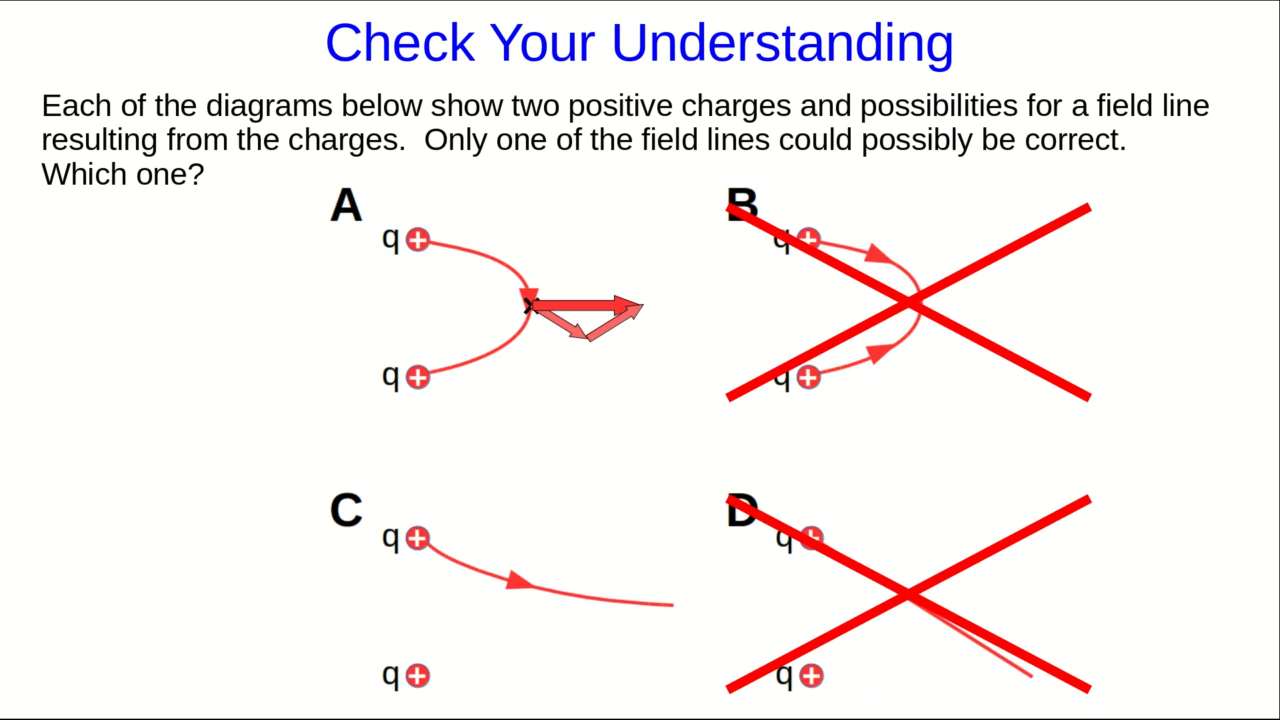 Check Your Understanding
Each of the diagrams below show two positive charges and possibilities for a field line
resulting from the charges. Only one of the field lines could possibly be correct.
Which one?
A
B
q
q
q
q
C
D
q
q
q
q